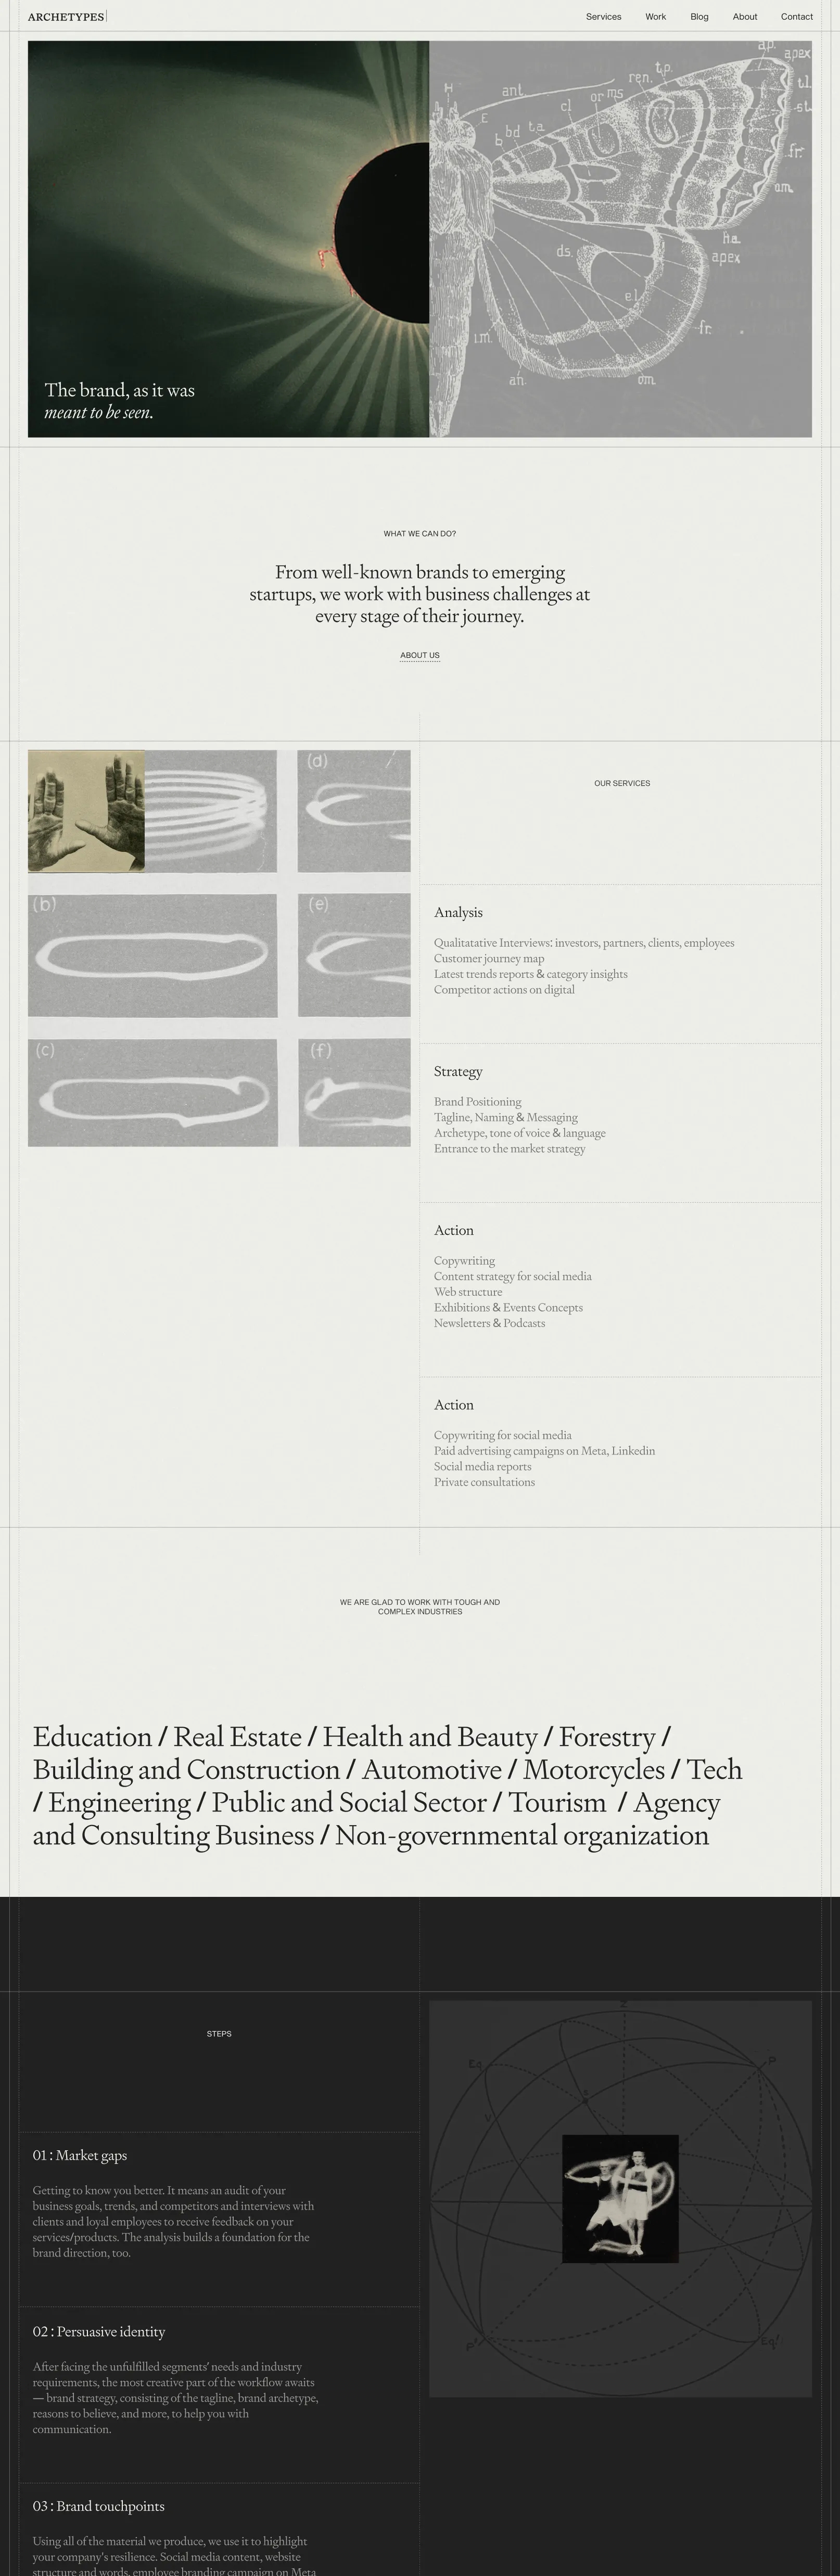 ARCHETYPES
Services
Work
Blog
About
Contact
H
E
ant.
b
bd
ta
cl
or
ms
ren.
tp.
ap.
apex
tl.
st.
fr.
am.
ha.
apex
ds.
el.
fr.
i.m.
an.
om.
The brand, as it was
meant to be seen.
WHAT WE CAN DO?
From well-known brands to emerging
startups, we work with business challenges at
every stage of their journey.
ABOUT US
(d)
(b)
(e)
(c)
(f)
OUR SERVICES
Analysis
Qualitatative Interviews: investors, partners, clients, employees
Customer journey map
Latest trends reports & category insights
Competitor actions on digital
Strategy
Brand Positioning
Tagline, Naming & Messaging
Archetype, tone of voice & language
Entrance to the market strategy
Action
Copywriting
Content strategy for social media
Web structure
Exhibitions & Events Concepts
Newsletters & Podcasts
Action
Copywriting for social media
Paid advertising campaigns on Meta, Linkedin
Social media reports
Private consultations
WE ARE GLAD TO WORK WITH TOUGH AND
COMPLEX INDUSTRIES
Education / Real Estate / Health and Beauty / Forestry /
Building and Construction / Automotive / Motorcycles / Tech
/ Engineering / Public and Social Sector / Tourism / Agency
and Consulting Business / Non-governmental organization
STEPS
01 : Market gaps
Getting to know you better. It means an audit of your
business goals, trends, and competitors and interviews with
clients and loyal employees to receive feedback on your
services/products. The analysis builds a foundation for the
brand direction, too.
02 : Persuasive identity
After facing the unfulfilled segments' needs and industry
requirements, the most creative part of the workflow awaits
— brand strategy, consisting of the tagline, brand archetype,
reasons to believe, and more, to help you with
communication.
03 : Brand touchpoints
Using all of the material we produce, we use it to highlight
your company's resilience. Social media content, website
structure and words, employee branding campaign on Meta
Eq
P
P'
Eq'